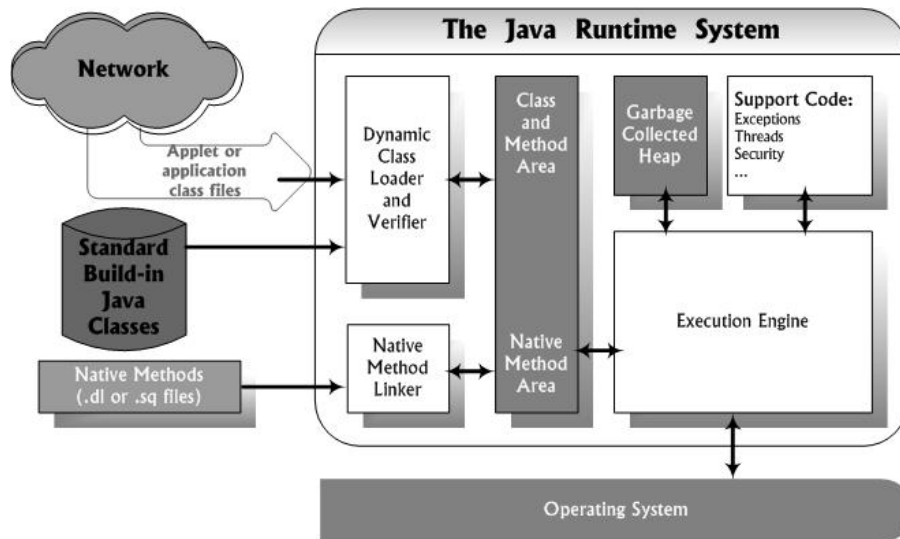 The Java Runtime System
Network
Applet or
application
class files
Standard
Build-in
Java
Classes
Native Methods
(.dl or .sq files)
Dynamic
Class
Loader
and
Verifier
Native
Method
Linker
Class
and
Method
Area
Native
Method
Area
Garbage
Collected
Heap
Support Code:
Exceptions
Threads
Security
...
Execution Engine
Operating System